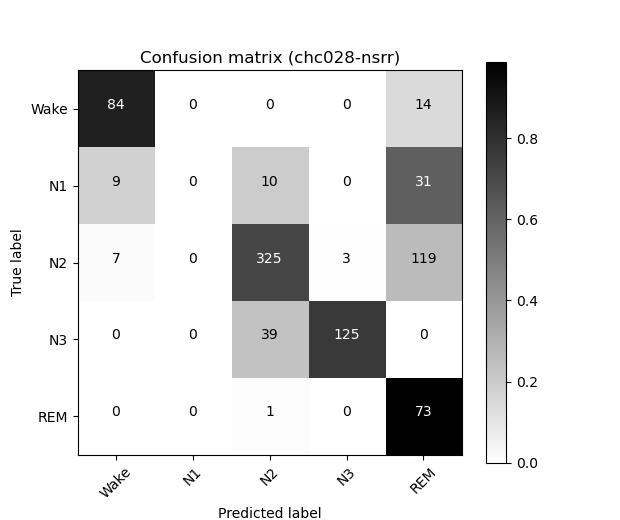 Confusion matrix (chc028-nsrr)
True label
Wake 84 0 0 0 14
N1 9 0 10 0 31
N2 7 0 325 3 119
N3 0 0 39 125 0
REM 0 0 1 0 73
Wake N1 N2 N3 REM
Predicted label
0.8
0.6
0.4
0.2
0.0